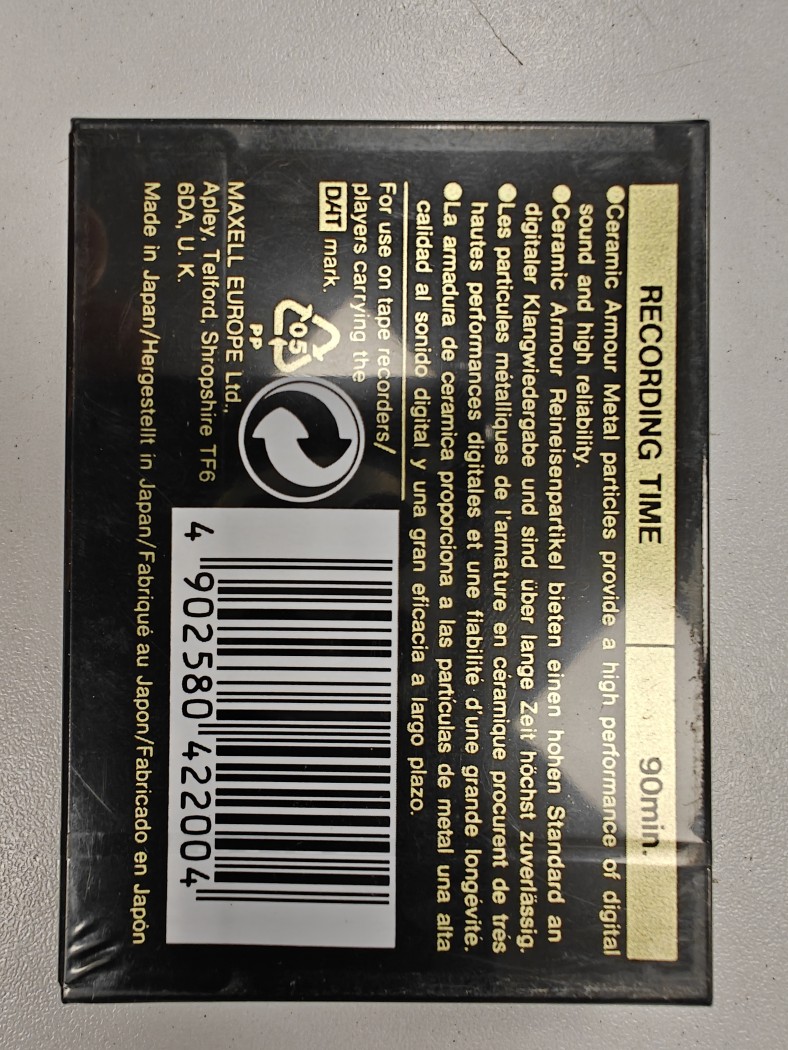 RECORDING TIME 90min.
●Ceramic Armour Metal particles provide a high performance of digital
sound and high reliability.
●Ceramic Armour Reineisenpartikel bieten einen hohen Standard an
digitaler Klangwiedergabe und sind über lange Zeit höchst zuverlässig.
●Les particules métalliques de l'armature en céramique procurent de trés
hautes performances digitales et une fiabilité d'une grande longévité.
●La armadura de ceramica proporciona a las partículas de metal una alta
calidad al sonido digital y una gran eficacia a largo plazo.
For use on tape recorders/
players carrying the
DAT mark.
05
PP
MAXELL EUROPE Ltd.,
Apley, Telford, Shropshire TF6
6DA, U. K.
Made in Japan/Hergestellt in Japan/Fabriqué au Japon/Fabricado en Japón
4 902580 422004